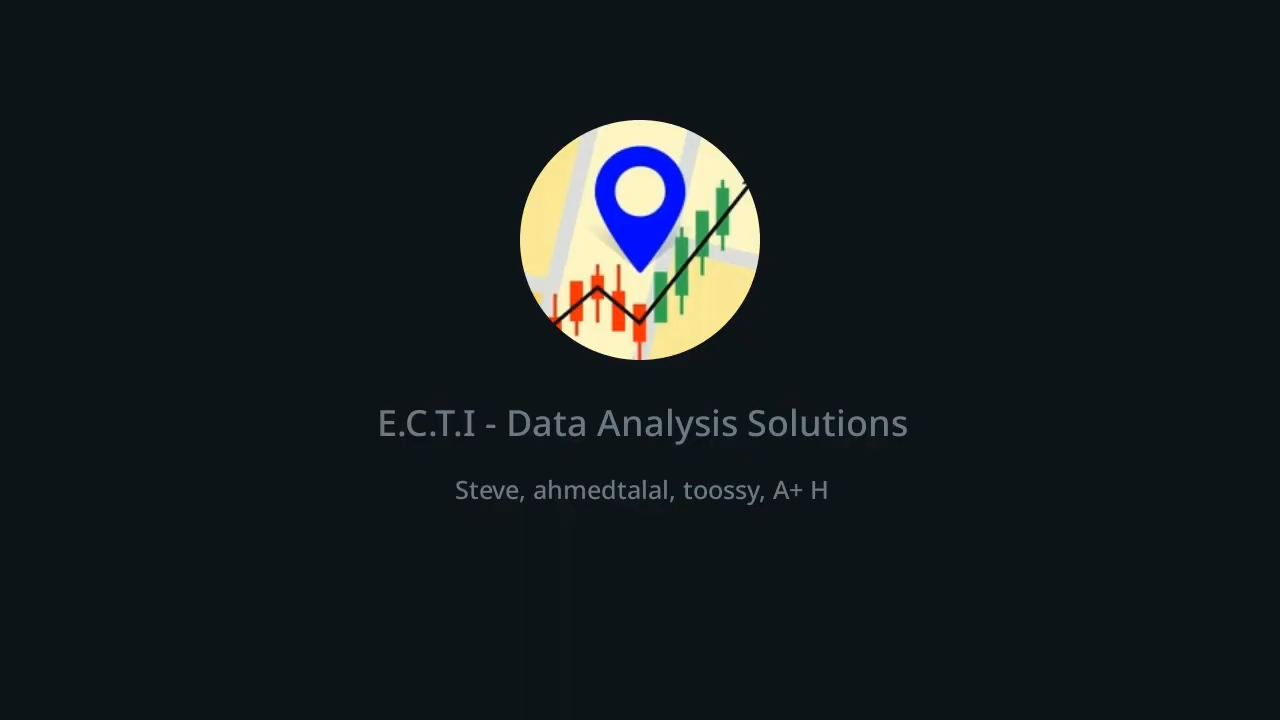 E.C.T.I - Data Analysis Solutions
Steve, ahmedtalal, toossy, A+ H